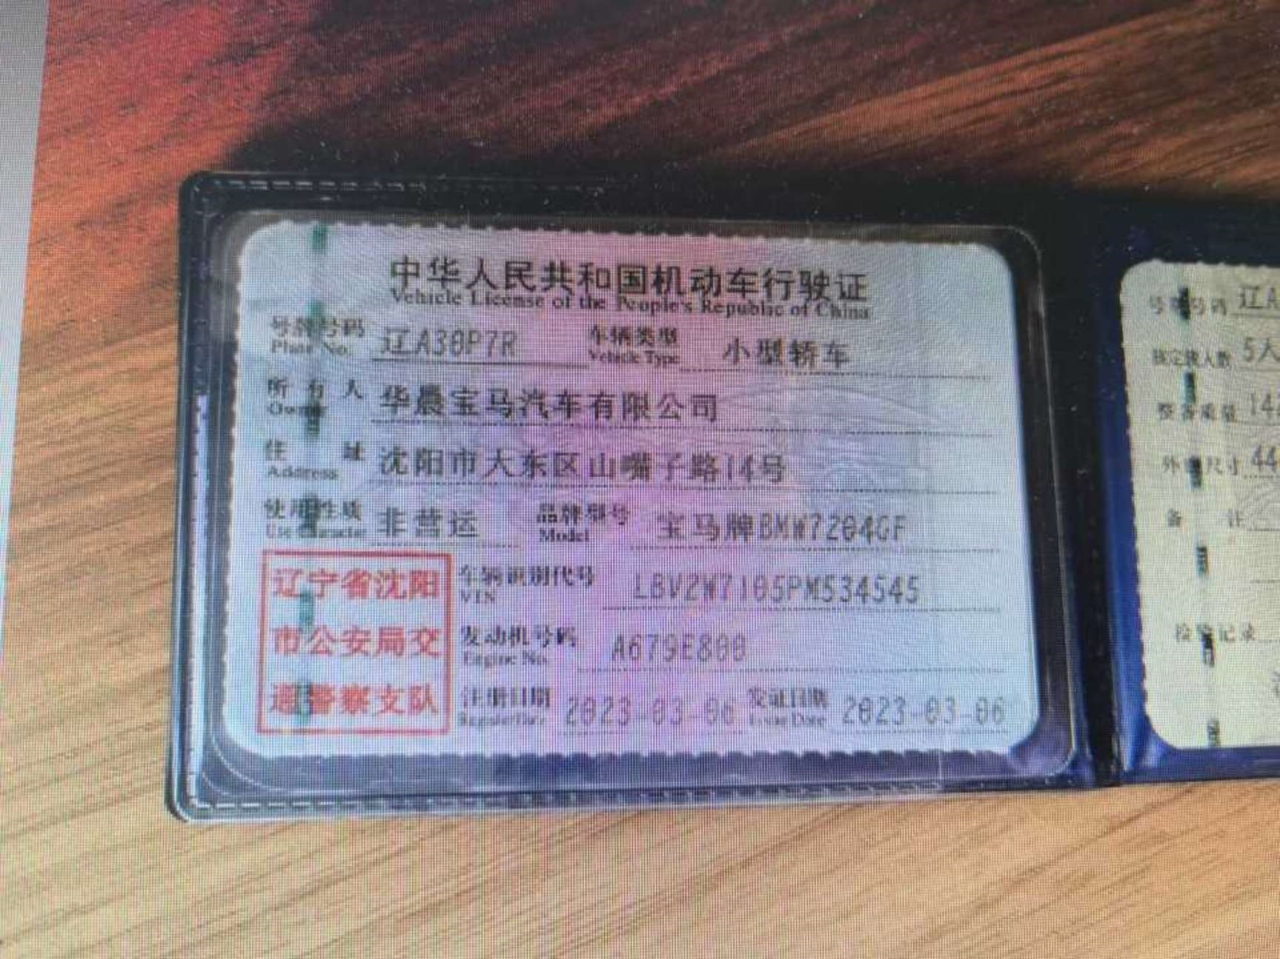 中华人民共和国机动车行驶证
Vehicle License of the People's Republic of China
号牌号码 辽A30P7R 车辆类型 小型轿车
Plate No. Vehicle Type
所有人 华晨宝马汽车有限公司
Owner
住址 沈阳市大东区山嘴子路14号
Address
使用性质 非营运 品牌型号 宝马牌BMW7204GF
Use Character Model
辽宁省沈阳
市公安局交
通警察支队
车辆识别代号 LBV2W7105PM534545
VIN
发动机号码 A679E800
Engine No.
注册日期 2023-03-06 发证日期 2023-03-06
Register Date Issue Date
号牌号码 辽A
核定载人数 5人
整备质量 14
外廓尺寸 44
备注
检验记录